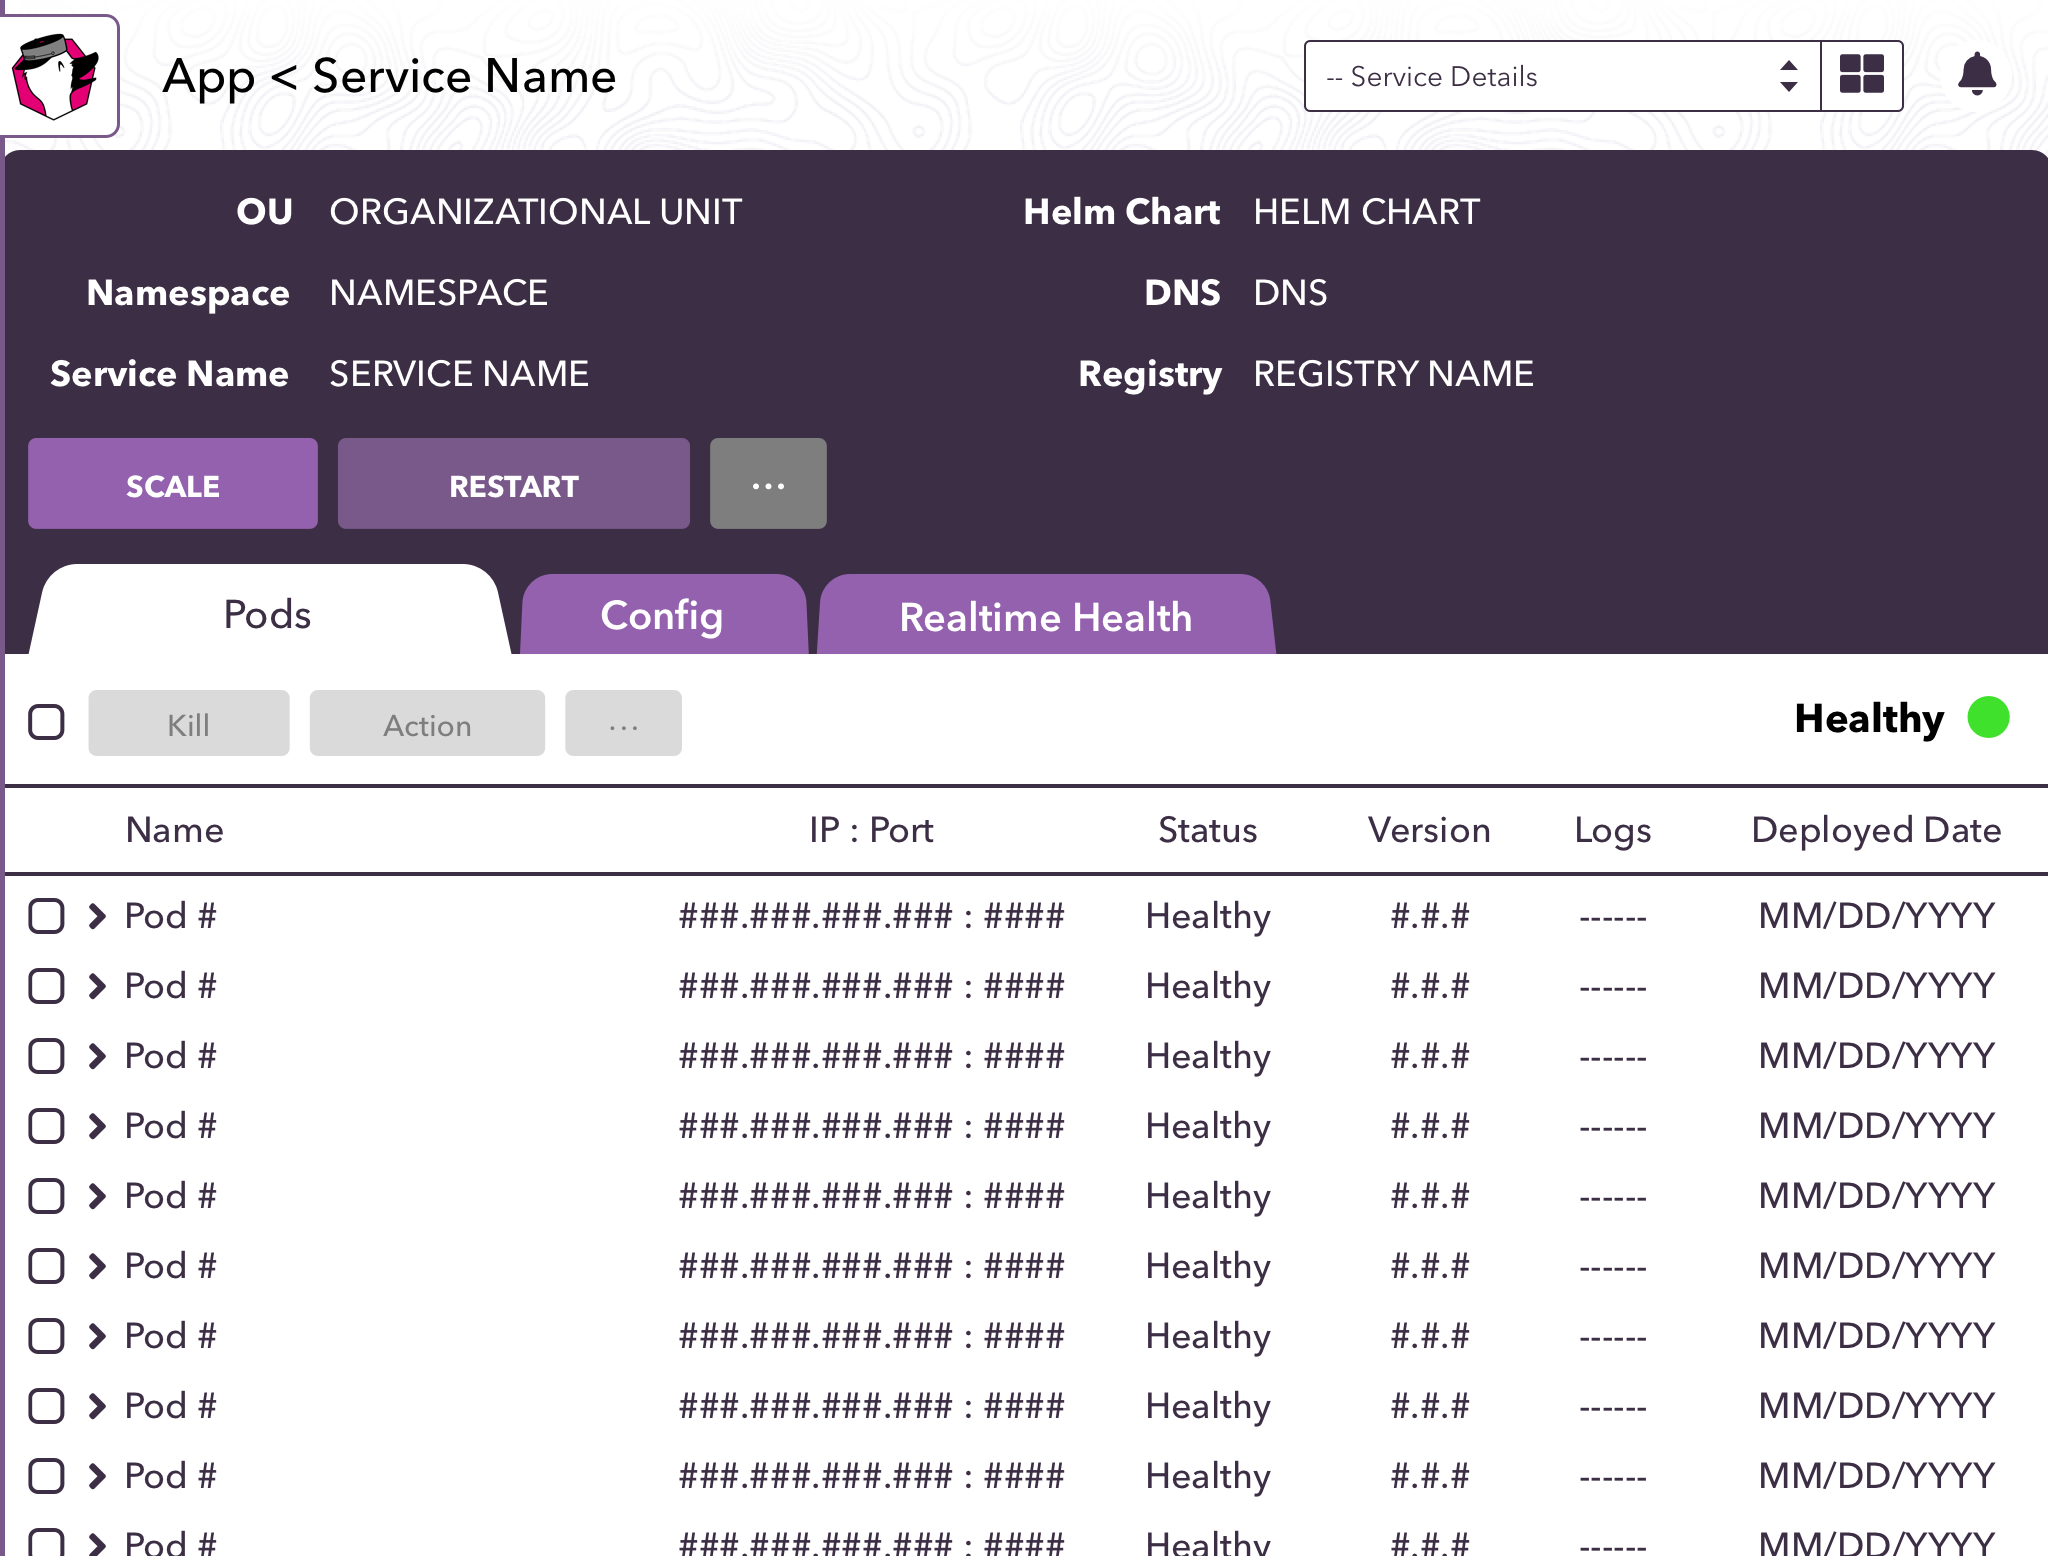 App < Service Name
-- Service Details
OU ORGANIZATIONAL UNIT Helm Chart HELM CHART
Namespace NAMESPACE DNS DNS
Service Name SERVICE NAME Registry REGISTRY NAME
SCALE RESTART ...
Pods Config Realtime Health
Kill Action ... Healthy
Name IP : Port Status Version Logs Deployed Date
Pod # ###.###.###.### : #### Healthy #.#.# ------ MM/DD/YYYY
Pod # ###.###.###.### : #### Healthy #.#.# ------ MM/DD/YYYY
Pod # ###.###.###.### : #### Healthy #.#.# ------ MM/DD/YYYY
Pod # ###.###.###.### : #### Healthy #.#.# ------ MM/DD/YYYY
Pod # ###.###.###.### : #### Healthy #.#.# ------ MM/DD/YYYY
Pod # ###.###.###.### : #### Healthy #.#.# ------ MM/DD/YYYY
Pod # ###.###.###.### : #### Healthy #.#.# ------ MM/DD/YYYY
Pod # ###.###.###.### : #### Healthy #.#.# ------ MM/DD/YYYY
Pod # ###.###.###.### : #### Healthy #.#.# ------ MM/DD/YYYY
Pod # ###.###.###.### : #### Healthy #.#.# ------ MM/DD/YYYY